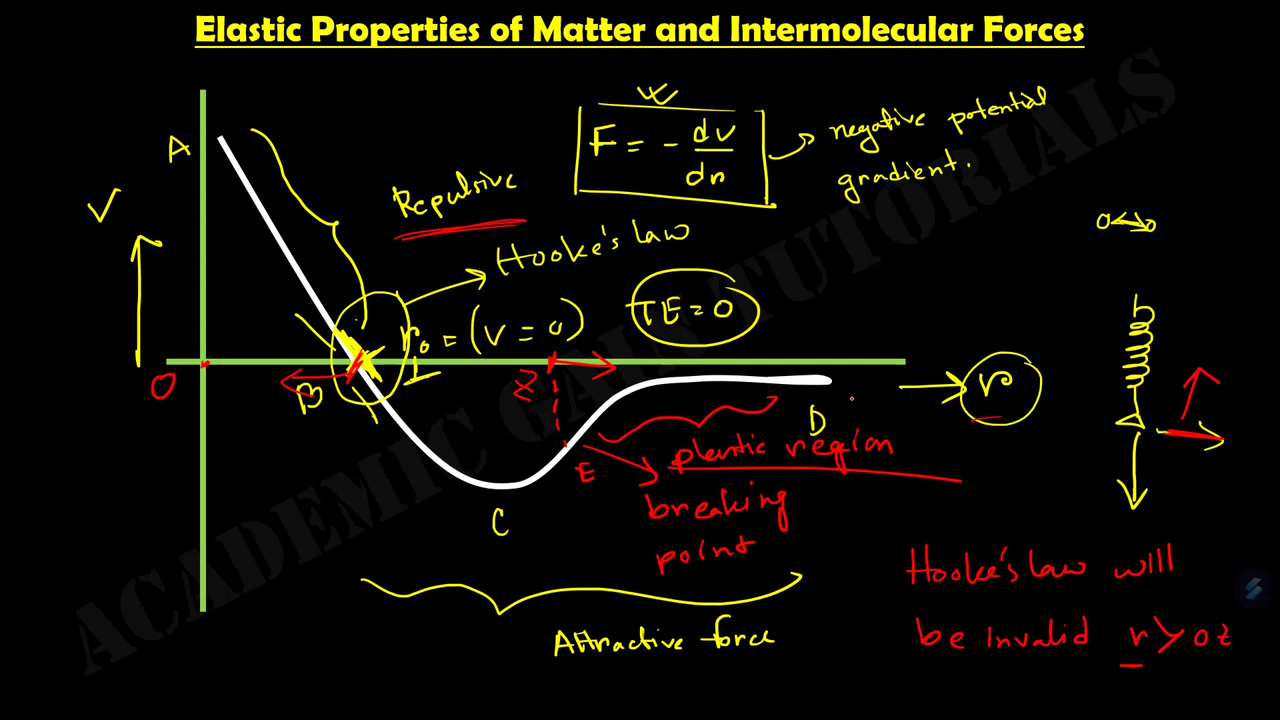 Elastic Properties of Matter and Intermolecular Forces
ACADEMIC GAIN TUTORIALS
A
V
F = - dv/dr
negative potential
gradient.
Repulsive
Hooke's law
r₀ = (V = 0)
TE = 0
O
B
Z
r
D
E
plastic region
breaking
point
C
Attractive force
Hooke's law will
be invalid r > oz